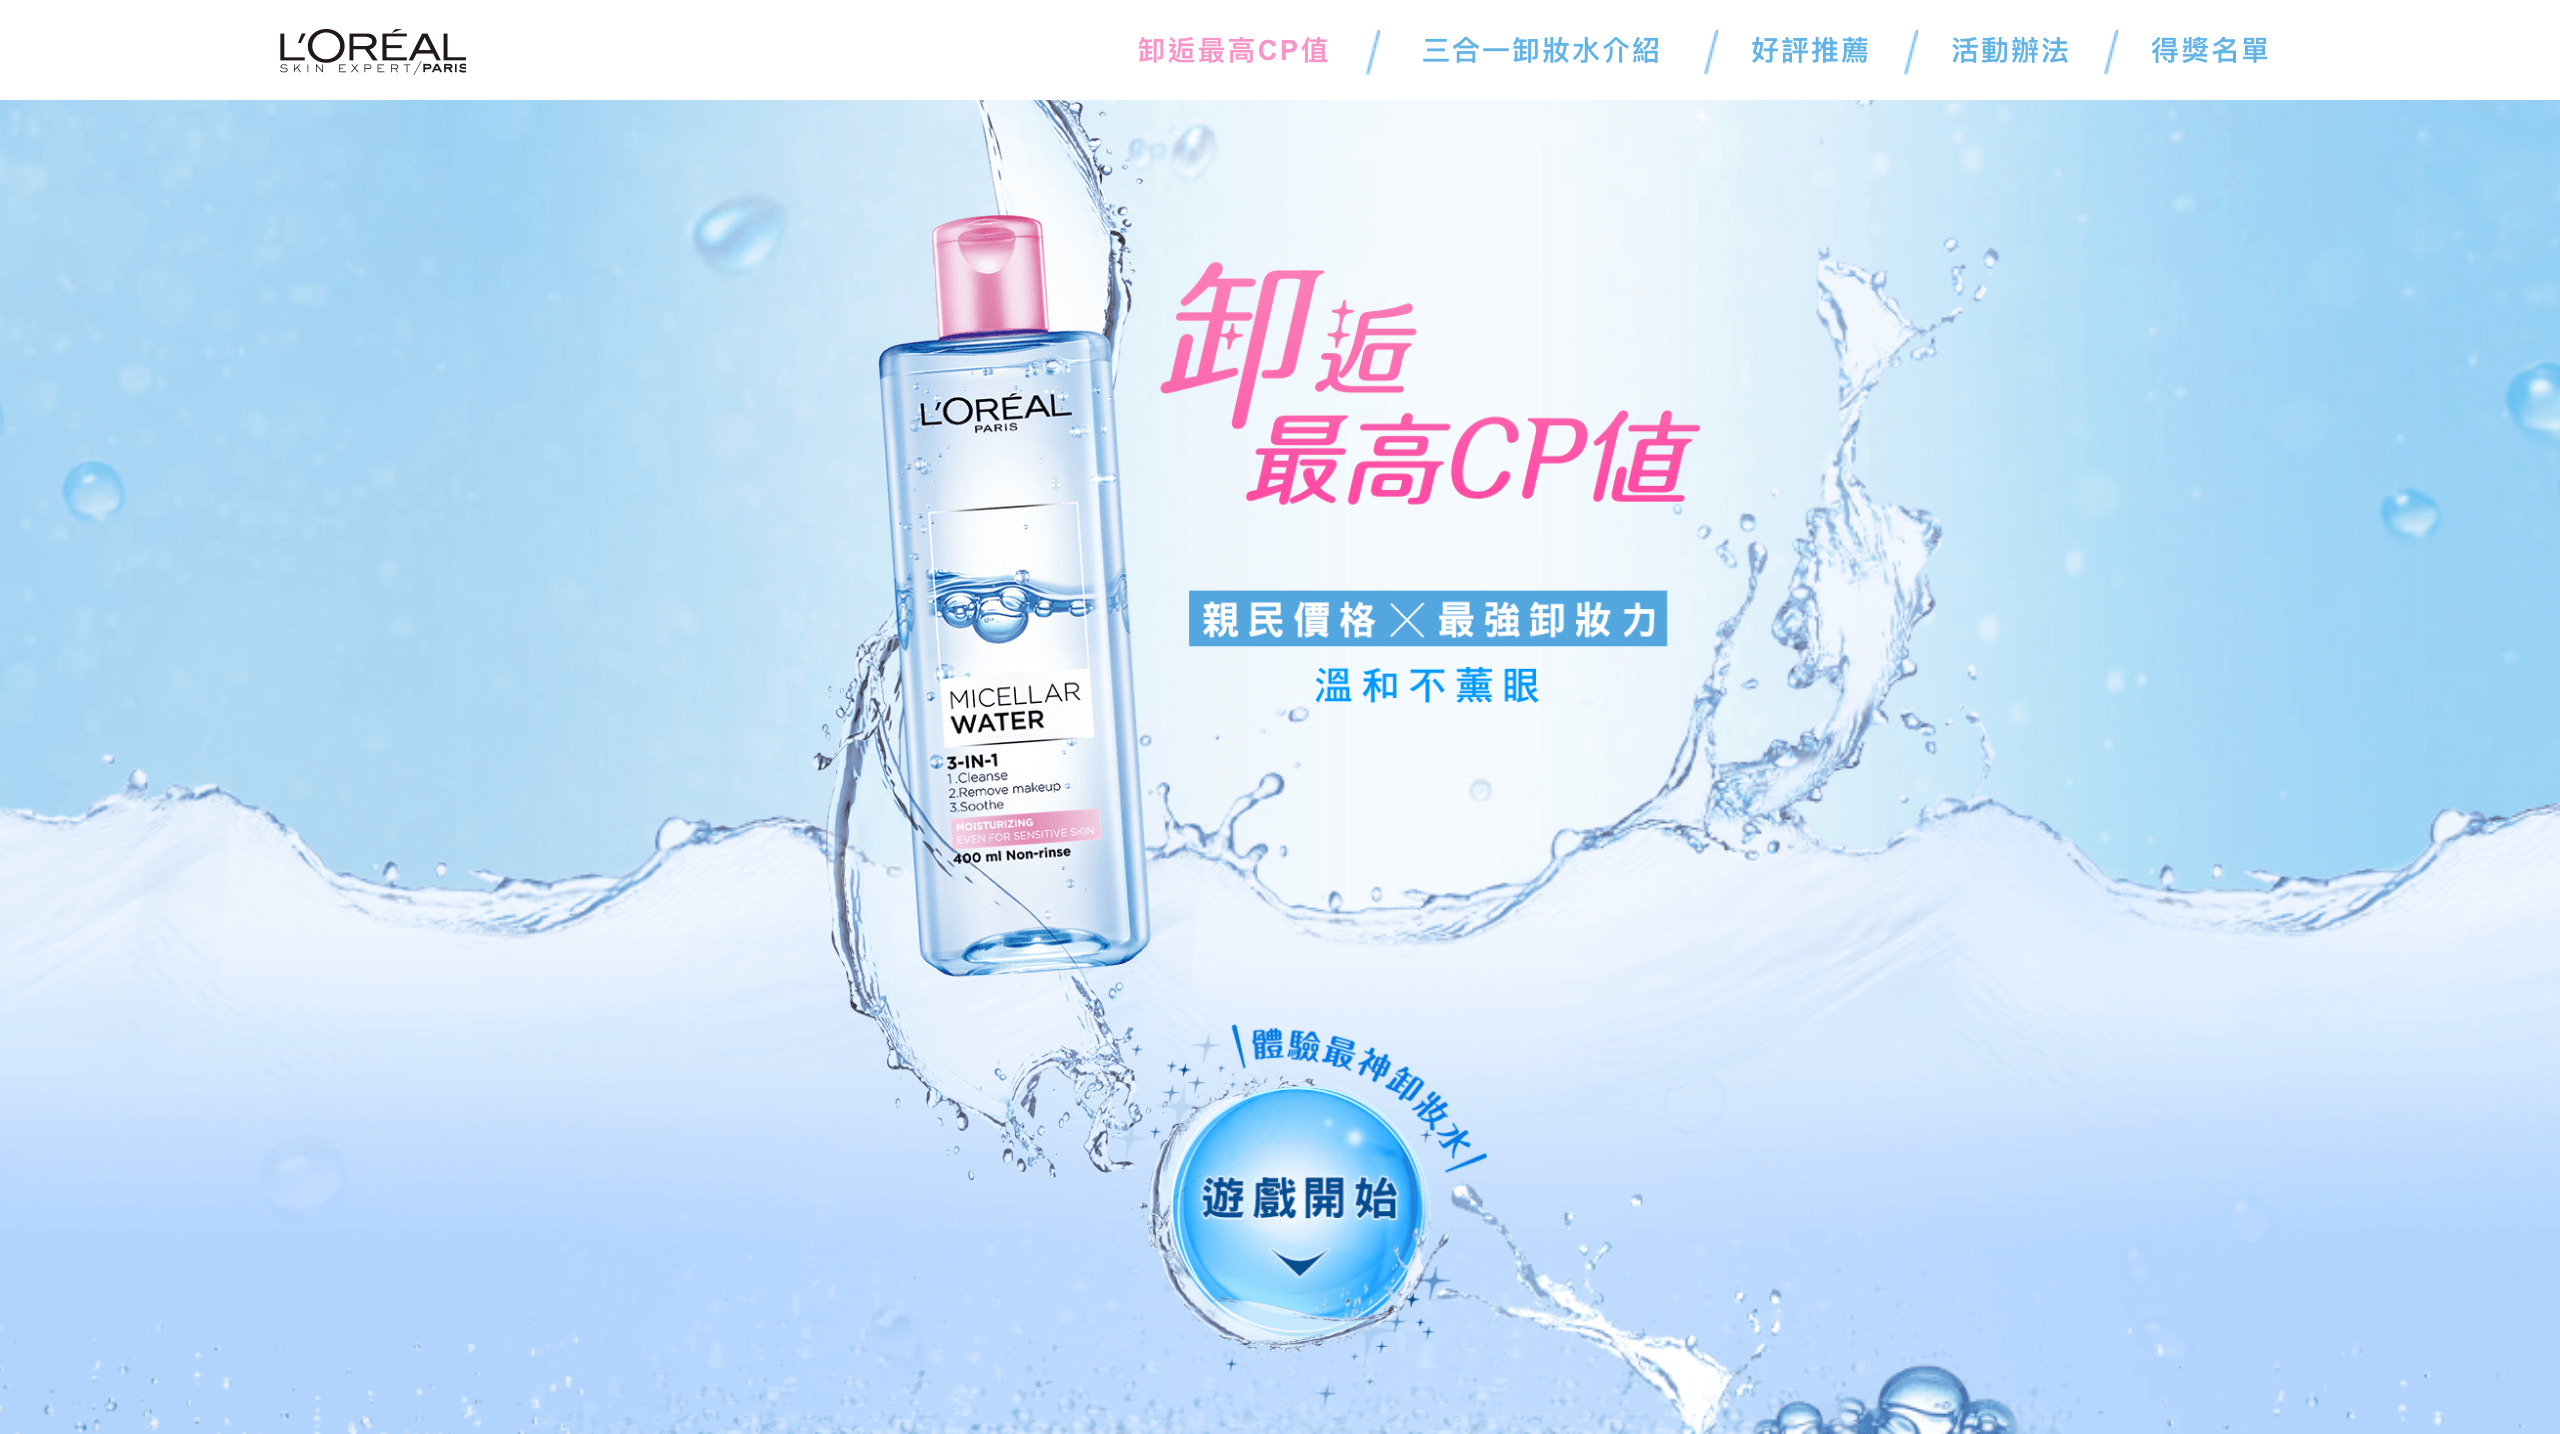 L'ORÉAL
SKIN EXPERT/PARIS
卸逅最高CP值
三合一卸妝水介紹
好評推薦
活動辦法
得獎名單
卸逅
最高CP值
親民價格╳最強卸妝力
溫和不薰眼
L'ORÉAL
PARIS
MICELLAR
WATER
3-IN-1
1.Cleanse
2.Remove makeup
3.Soothe
MOISTURIZING
EVEN FOR SENSITIVE SKIN
400 ml Non-rinse
體驗最神卸妝水
遊戲開始